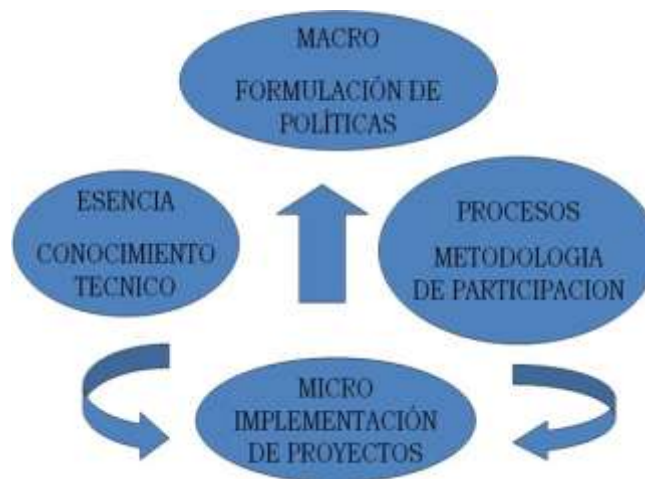 MACRO
FORMULACIÓN DE
POLÍTICAS
ESENCIA
CONOCIMIENTO
TECNICO
PROCESOS
METODOLOGIA
DE PARTICIPACION
MICRO
IMPLEMENTACIÓN
DE PROYECTOS